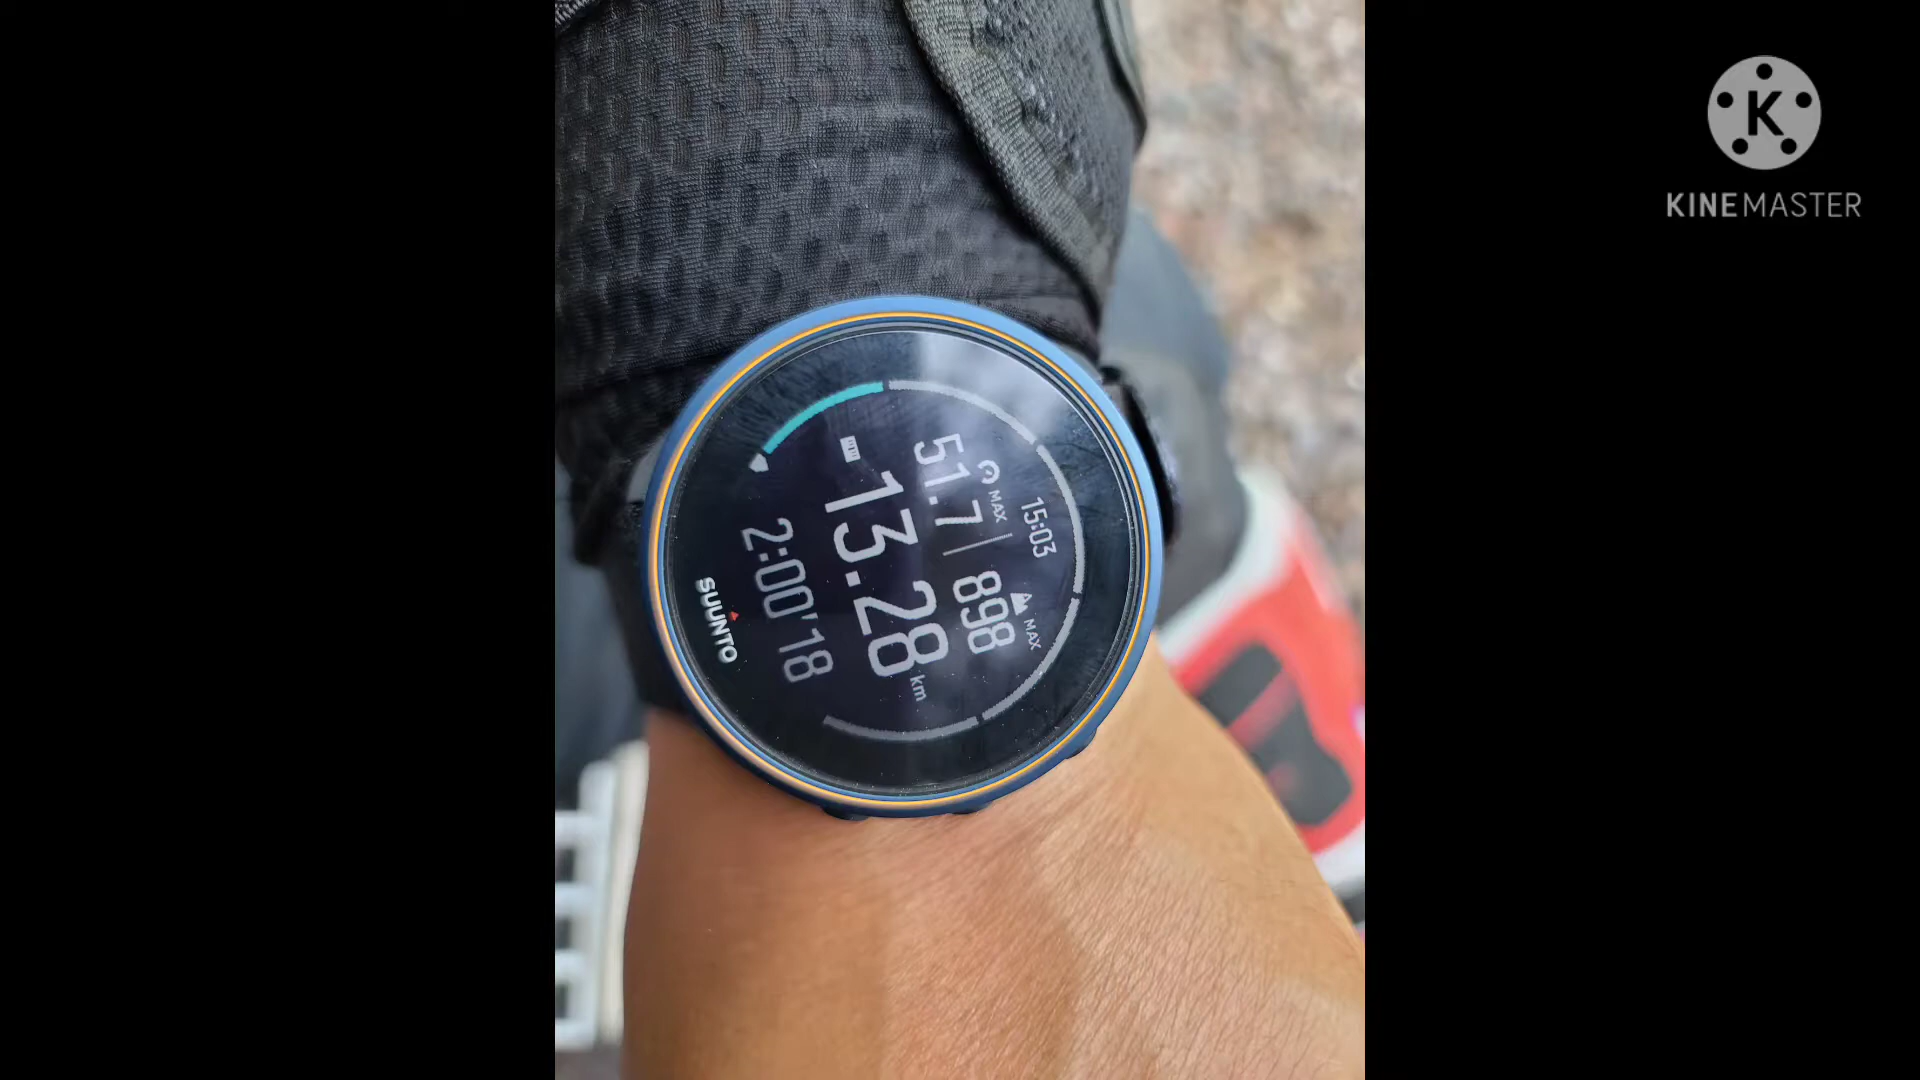 15:03
MAX MAX
51.7 898
13.28 km
2:00'18
SUUNTO
K
KINEMASTER